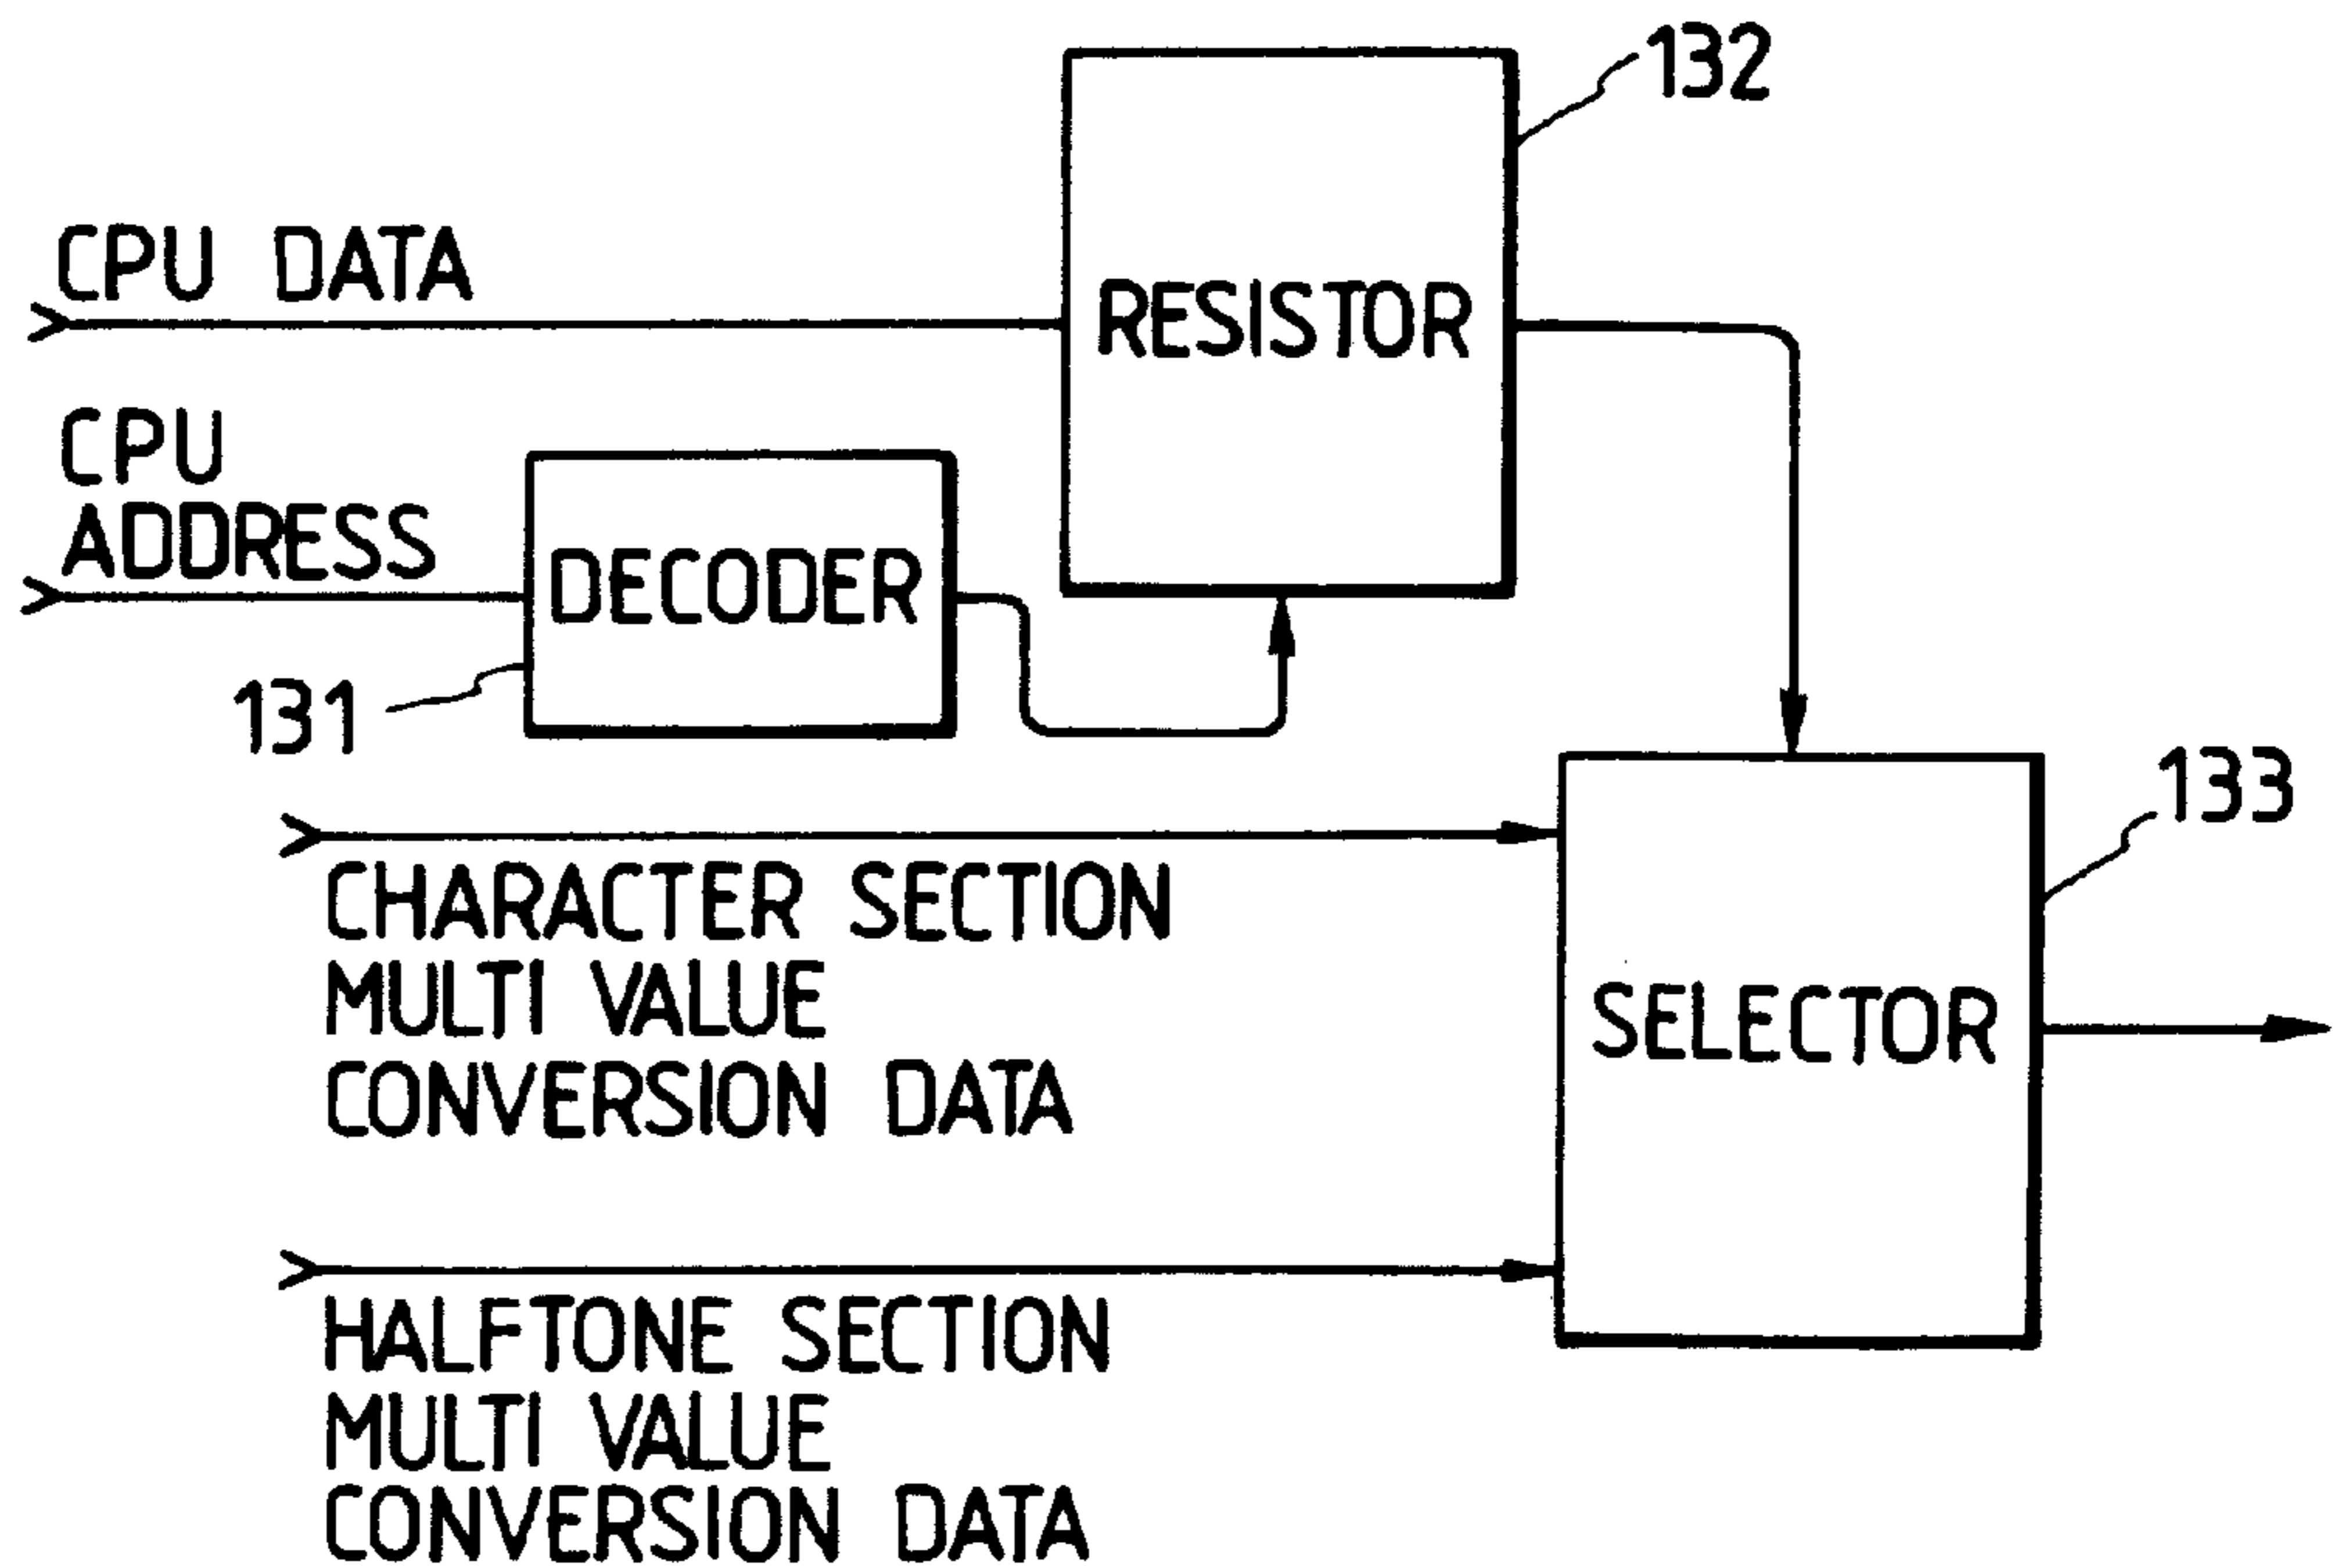 132
CPU DATA
RESISTOR
CPU
ADDRESS
DECODER
131
133
CHARACTER SECTION
MULTI VALUE
CONVERSION DATA
SELECTOR
HALFTONE SECTION
MULTI VALUE
CONVERSION DATA